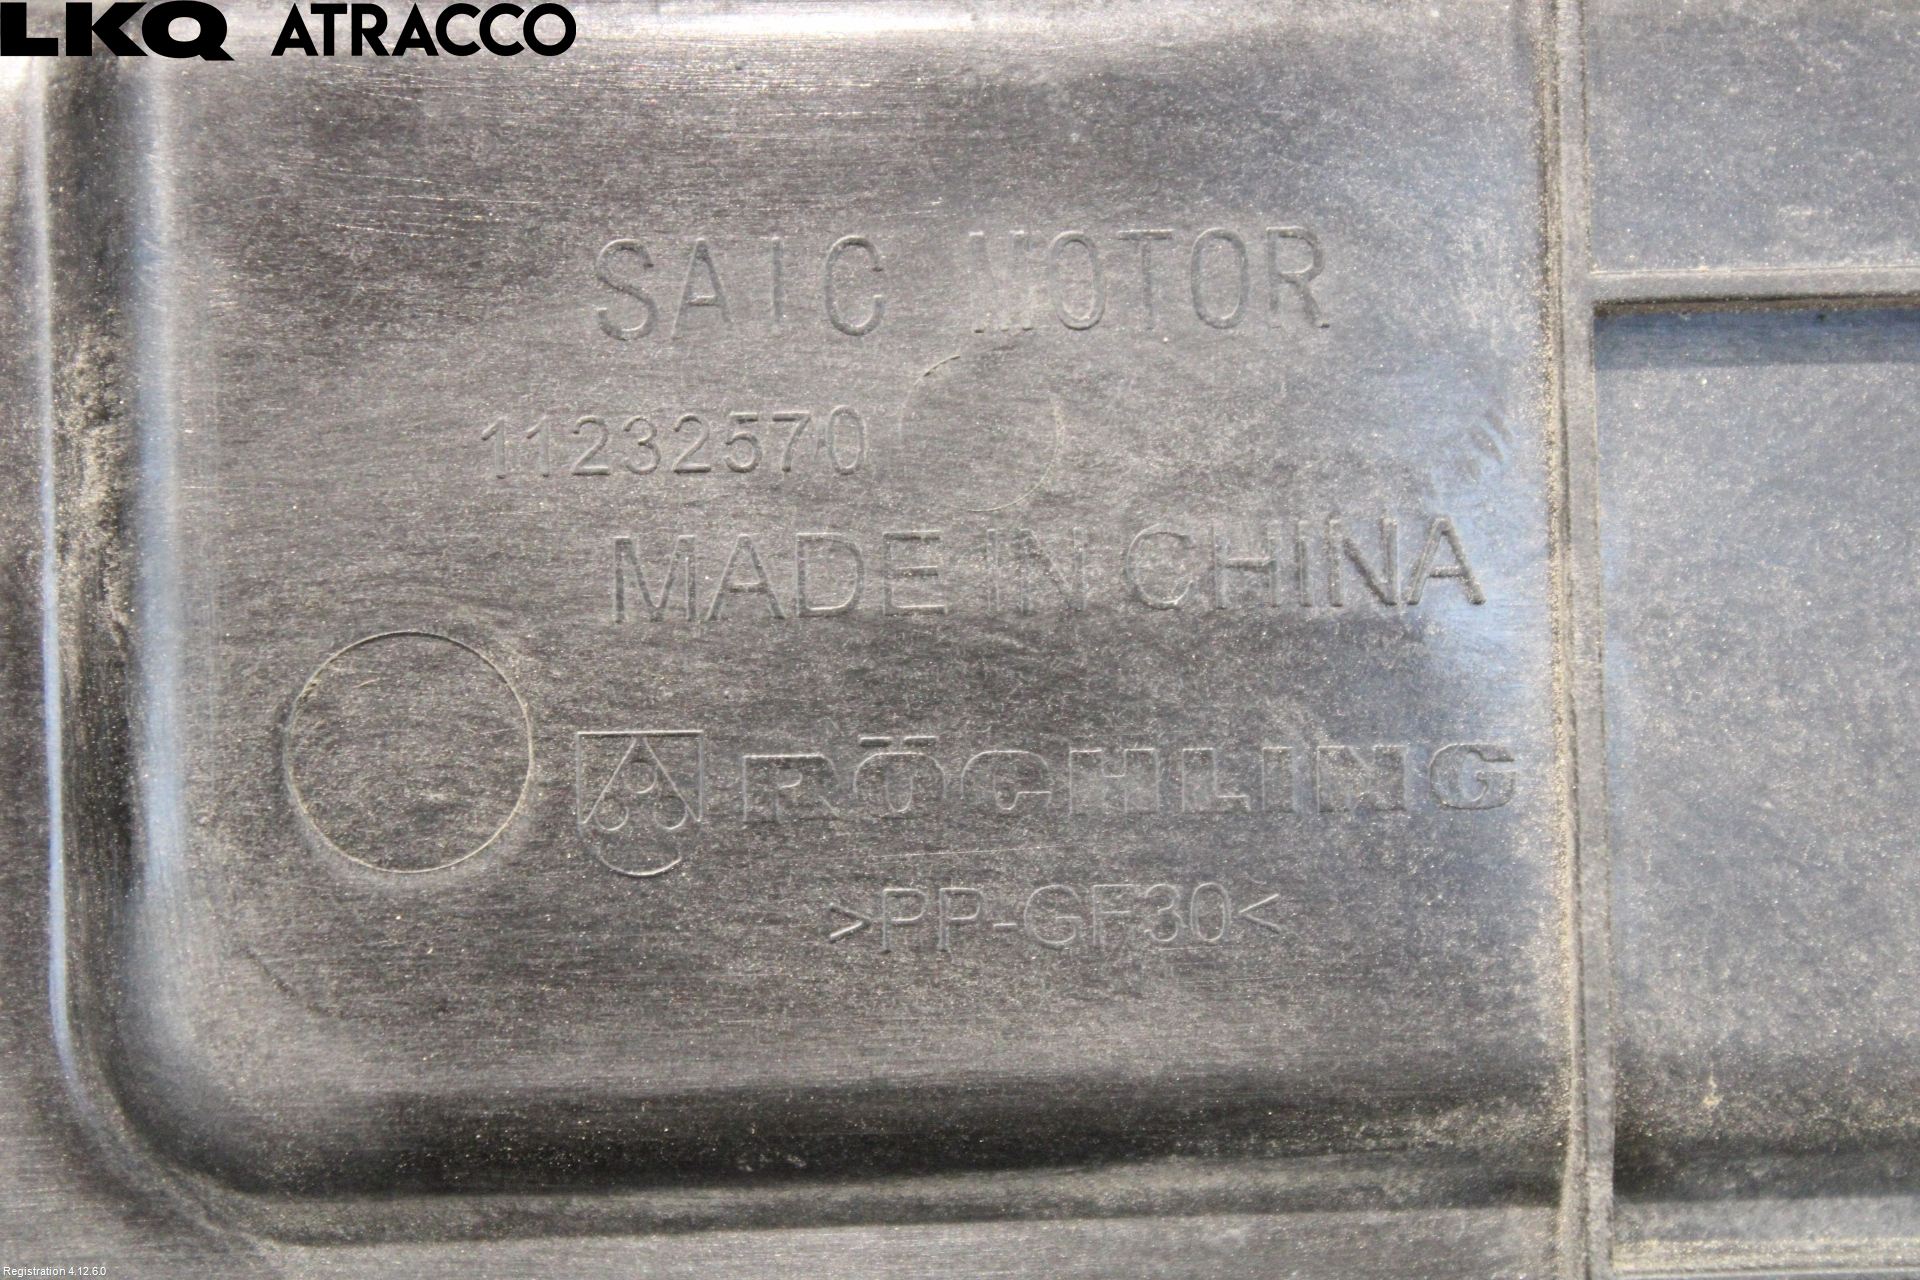 LKQ ATRACCO
SAIC MOTOR
11232570
MADE IN CHINA
RÖCHLING
>PP-GF30<
Registration 4.12.6.0